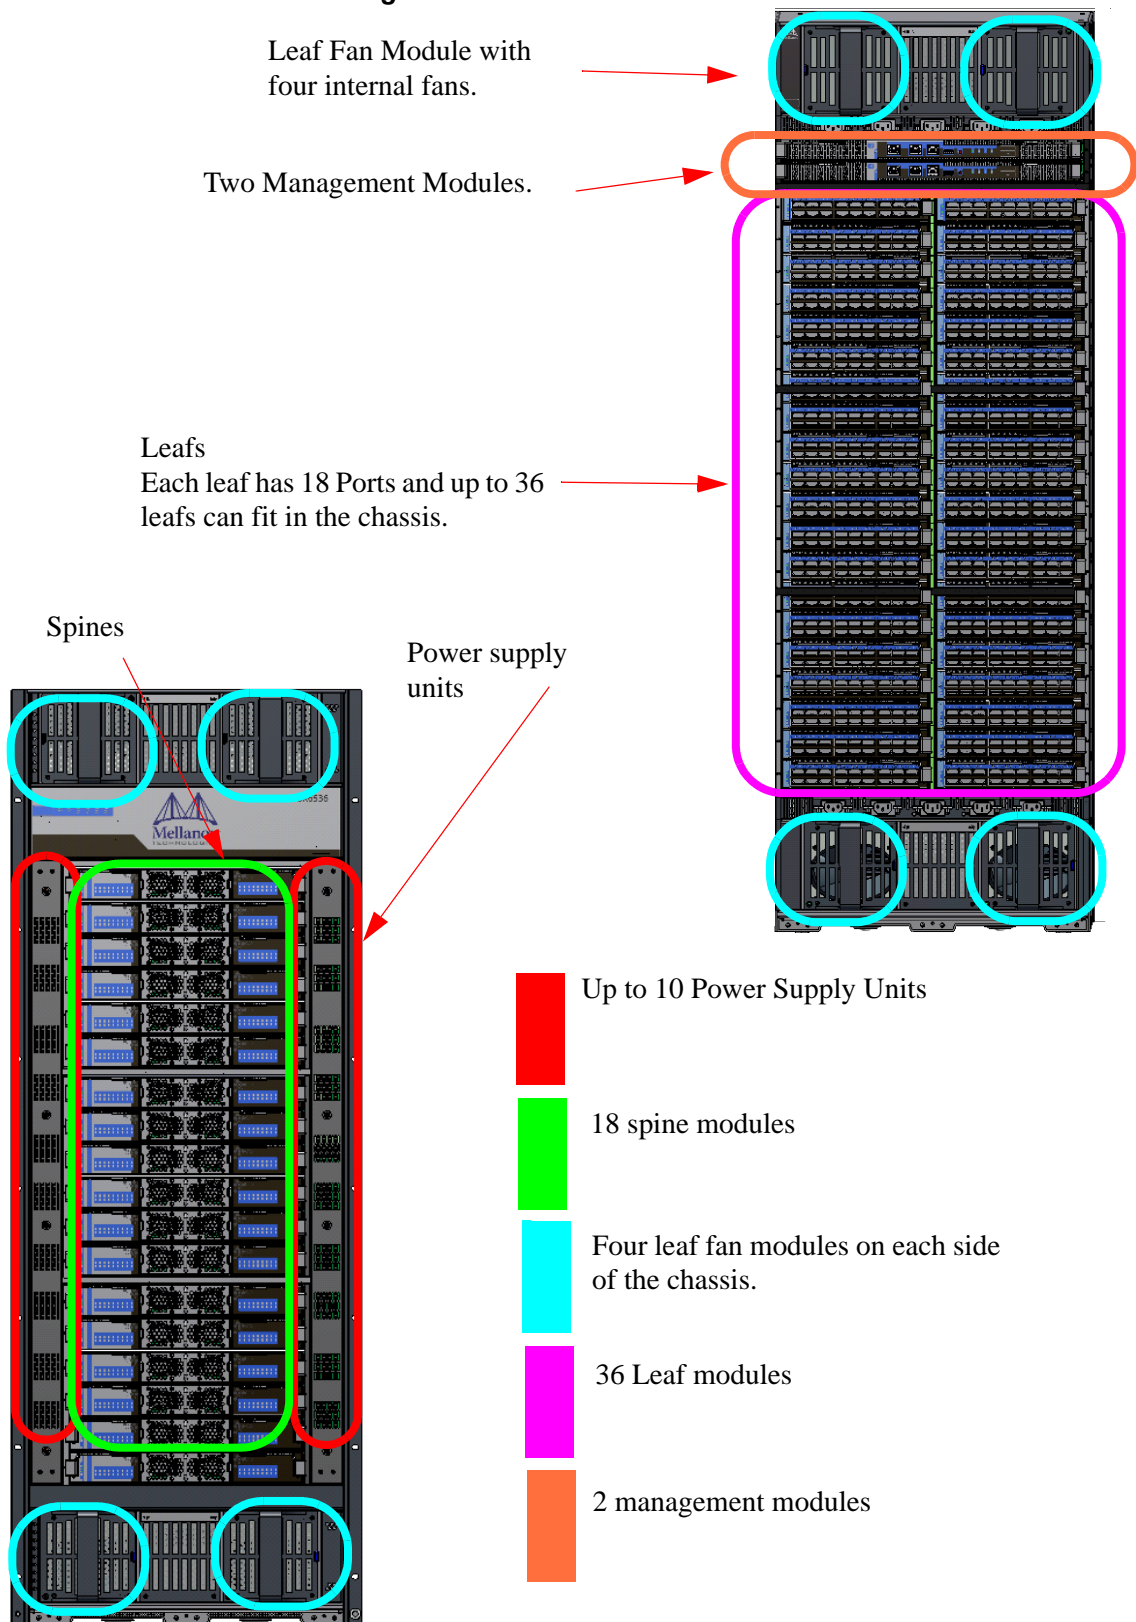 Leaf Fan Module with
four internal fans.
Two Management Modules.
Leafs
Each leaf has 18 Ports and up to 36
leafs can fit in the chassis.
Spines
Power supply
units
Mellanox
TECHNOLOGIES
Up to 10 Power Supply Units
18 spine modules
Four leaf fan modules on each side
of the chassis.
36 Leaf modules
2 management modules